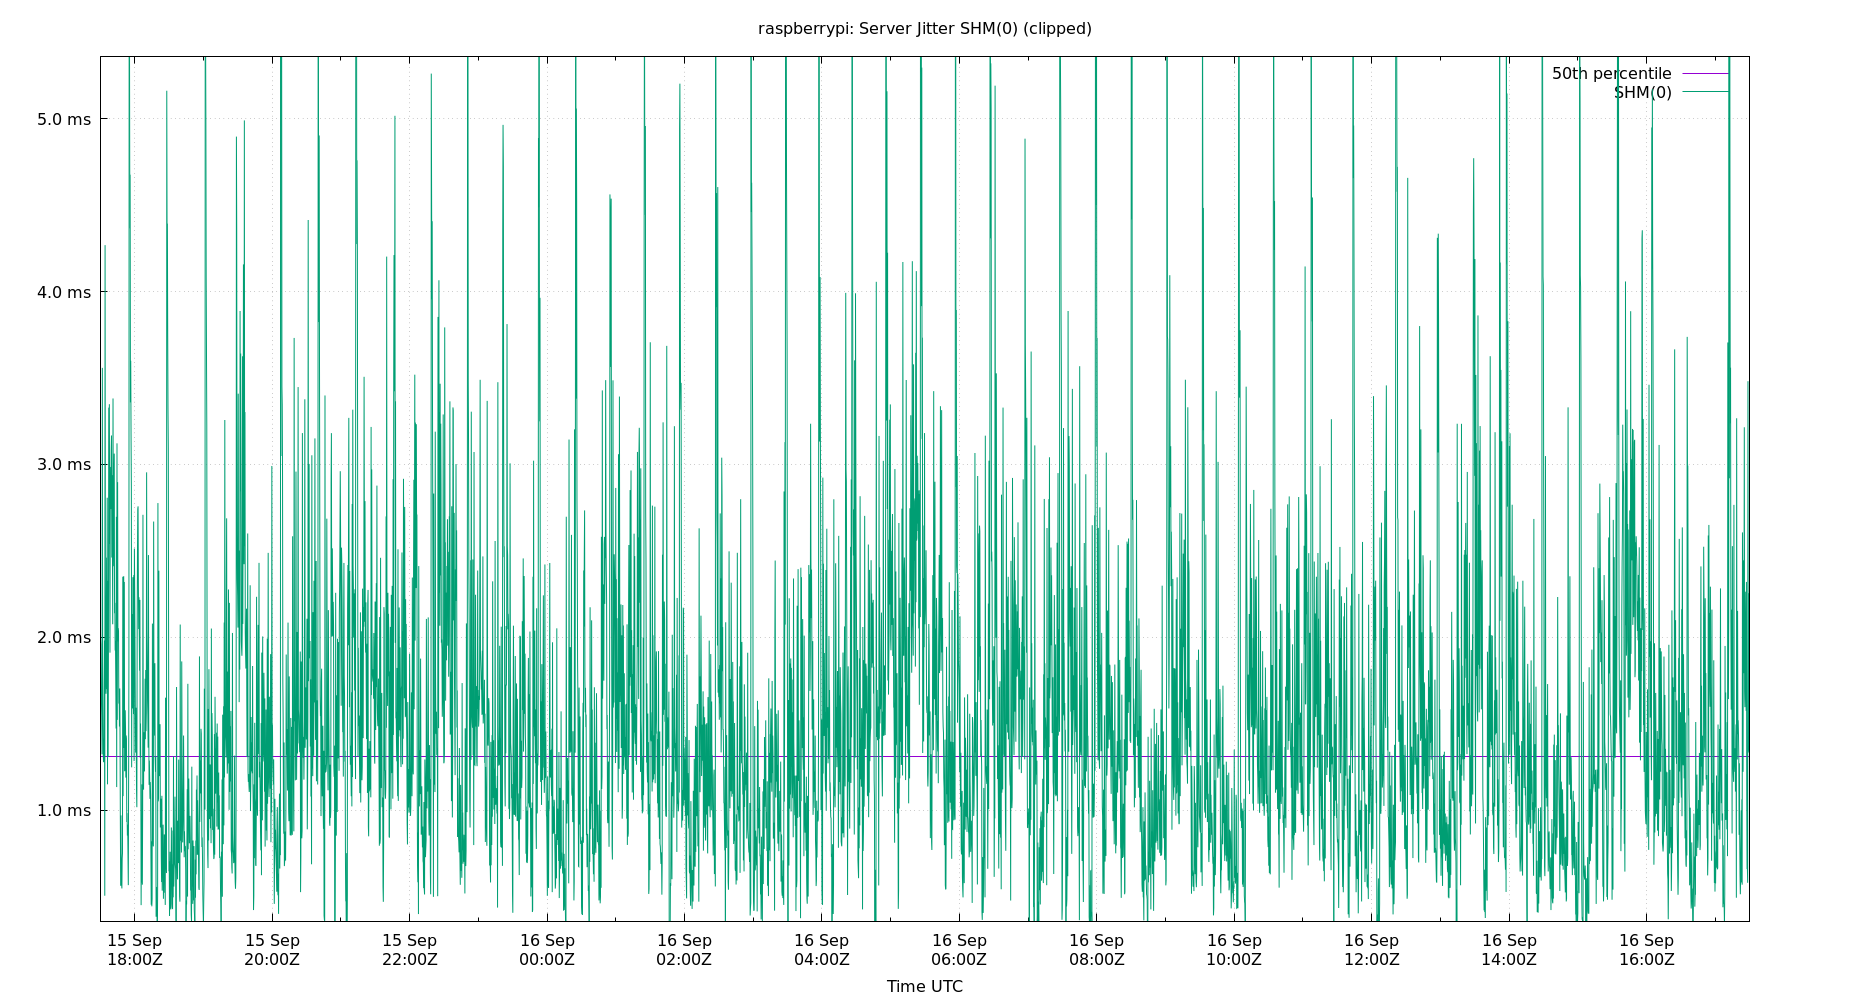 raspberrypi: Server Jitter SHM(0) (clipped)
50th percentile
SHM(0)
5.0 ms
4.0 ms
3.0 ms
2.0 ms
1.0 ms
15 Sep 15 Sep 15 Sep 16 Sep 16 Sep 16 Sep 16 Sep 16 Sep 16 Sep 16 Sep 16 Sep 16 Sep
18:00Z 20:00Z 22:00Z 00:00Z 02:00Z 04:00Z 06:00Z 08:00Z 10:00Z 12:00Z 14:00Z 16:00Z
Time UTC